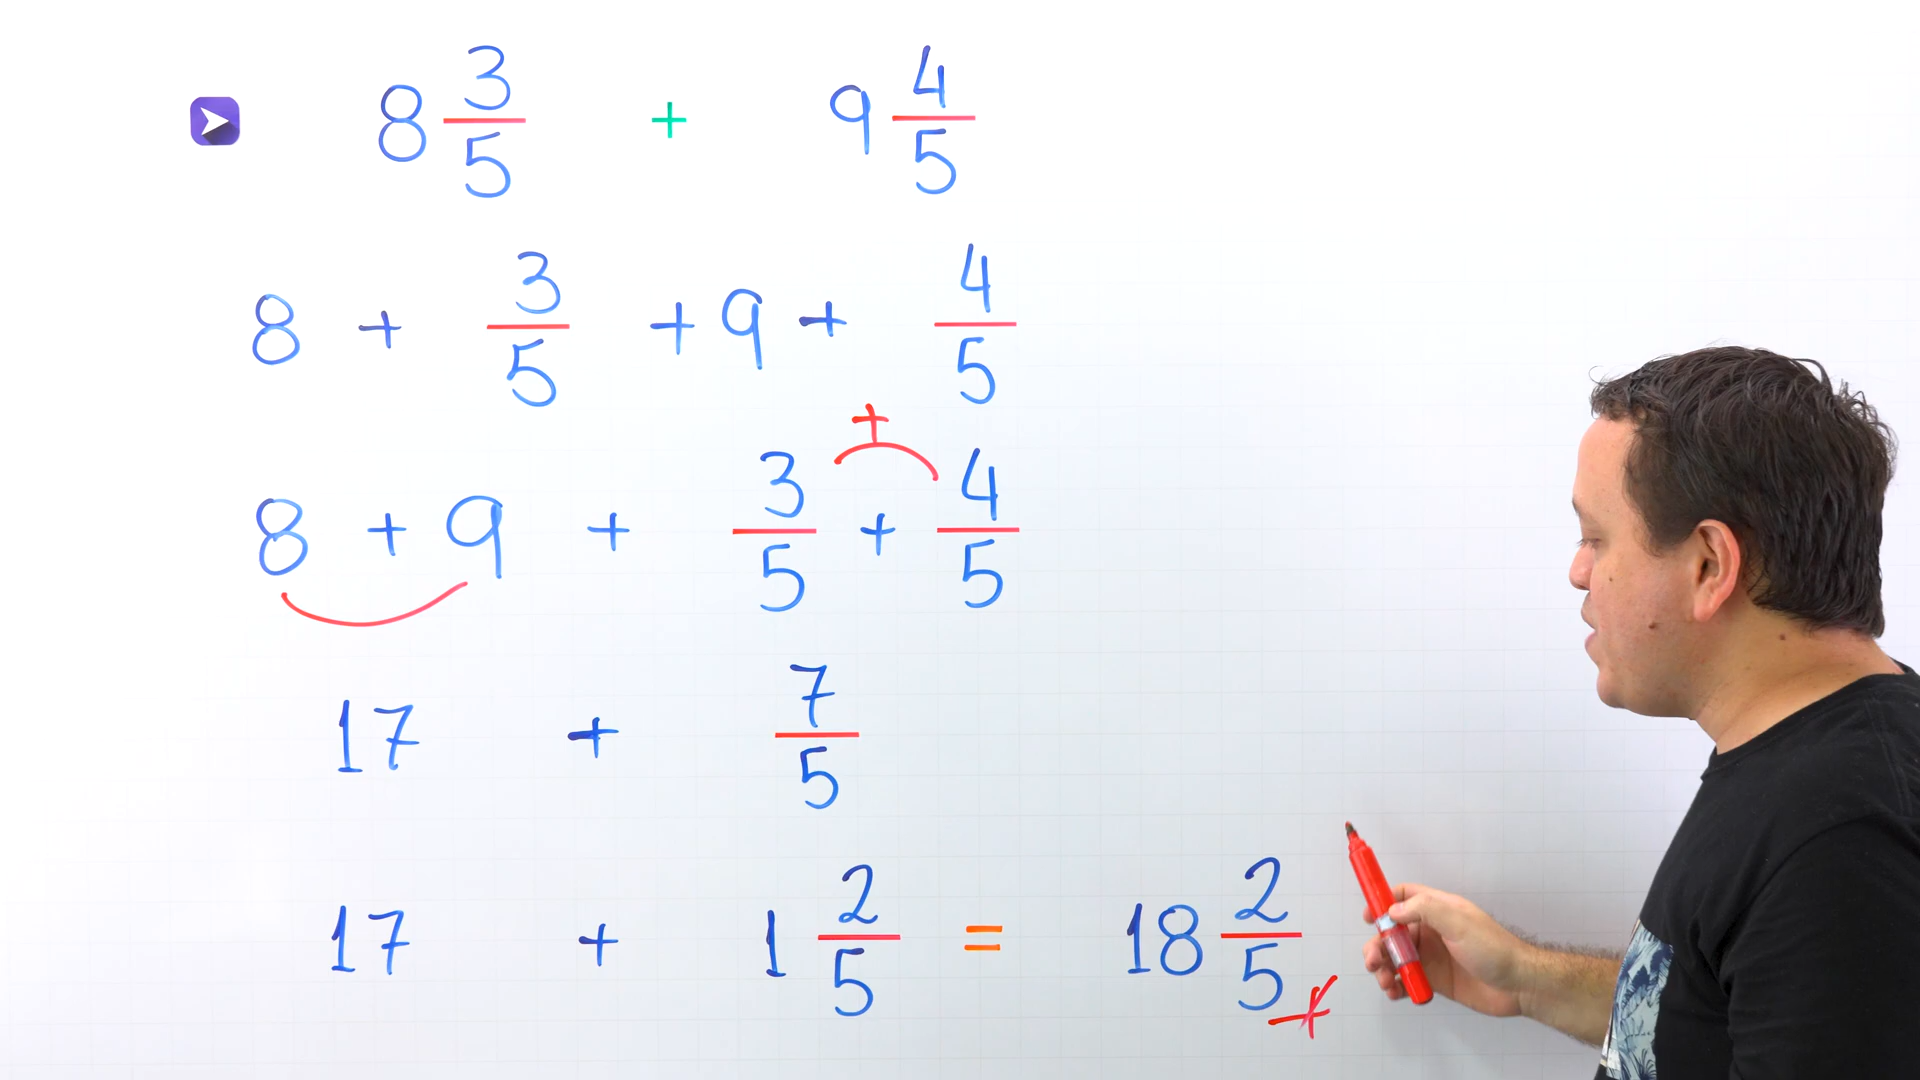 8 3/5 + 9 4/5
8 + 3/5 + 9 + 4/5
+
8 + 9 + 3/5 + 4/5
17 + 7/5
17 + 1 2/5 = 18 2/5